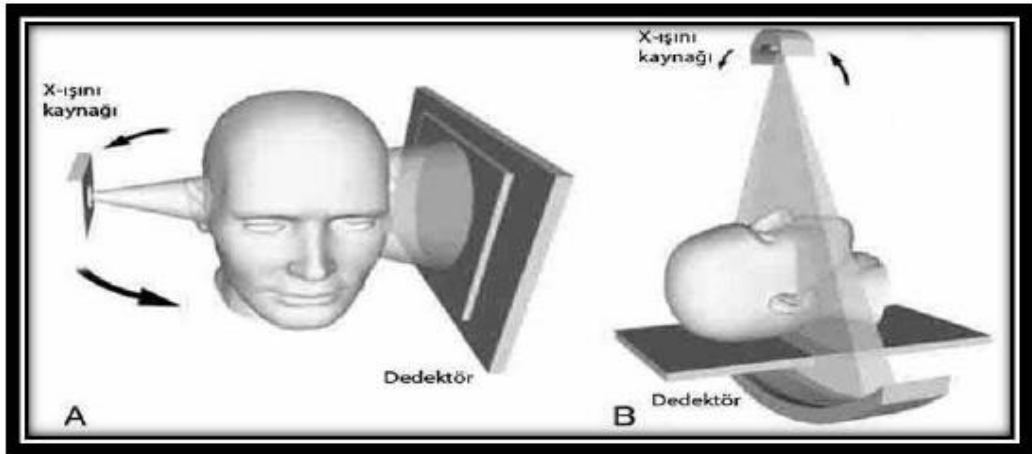 X-ışını
kaynağı
Dedektör
A
X-ışını
kaynağı
Dedektör
B